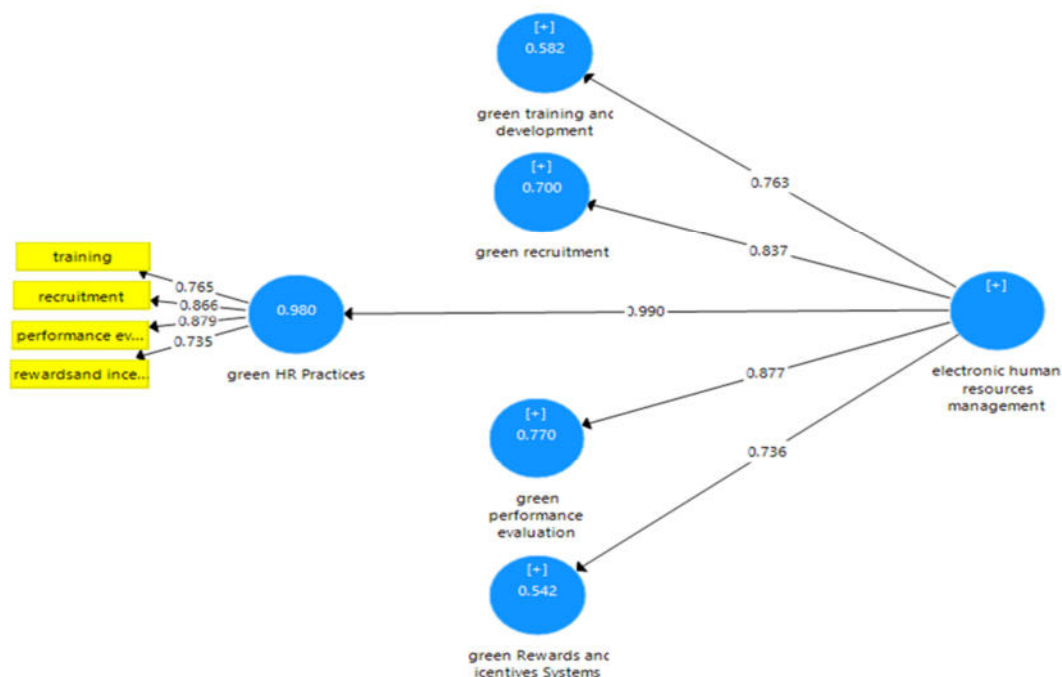 [+]
0.582
green training and
development
[+]
0.700
green recruitment
0.763
0.837
training
recruitment
performance ev...
rewardsand ince...
0.765
0.866
0.879
0.735
0.980
green HR Practices
0.990
[+]
electronic human
resources
management
0.877
0.736
[+]
0.770
green
performance
evaluation
[+]
0.542
green Rewards and
icentives Systems